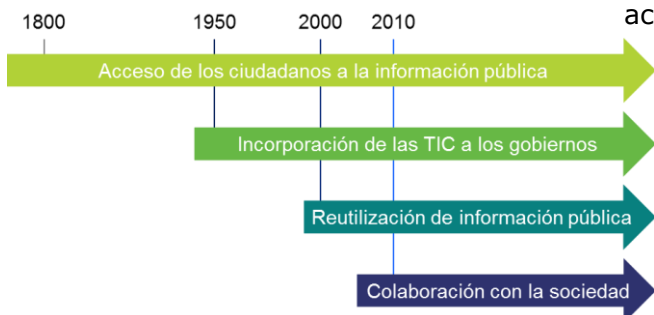 1800 1950 2000 2010 ac
Acceso de los ciudadanos a la información pública
Incorporación de las TIC a los gobiernos
Reutilización de información pública
Colaboración con la sociedad